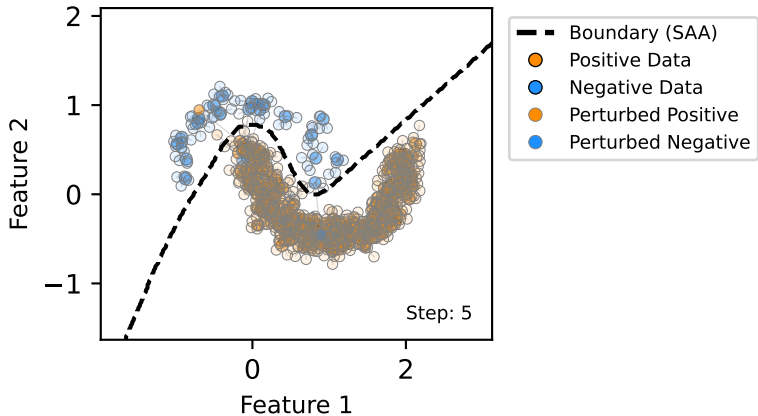 2
1
0
−1
Feature 2
0
2
Feature 1
Step: 5
Boundary (SAA)
Positive Data
Negative Data
Perturbed Positive
Perturbed Negative